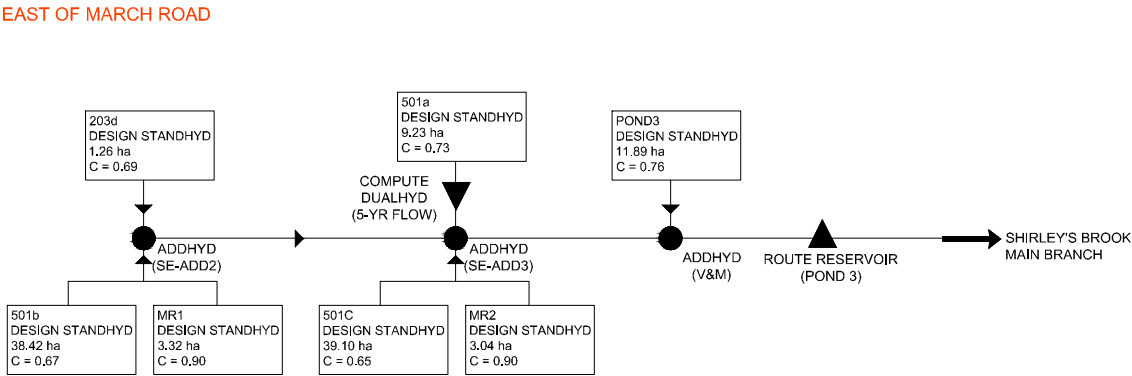 EAST OF MARCH ROAD
203d
DESIGN STANDHYD
1.26 ha
C = 0.69
501a
DESIGN STANDHYD
9.23 ha
C = 0.73
POND3
DESIGN STANDHYD
11.89 ha
C = 0.76
COMPUTE
DUALHYD
(5-YR FLOW)
ADDHYD
(SE-ADD2)
ADDHYD
(SE-ADD3)
ADDHYD
(V&M)
ROUTE RESERVOIR
(POND 3)
SHIRLEY'S BROOK
MAIN BRANCH
501b
DESIGN STANDHYD
38.42 ha
C = 0.67
MR1
DESIGN STANDHYD
3.32 ha
C = 0.90
501C
DESIGN STANDHYD
39.10 ha
C = 0.65
MR2
DESIGN STANDHYD
3.04 ha
C = 0.90